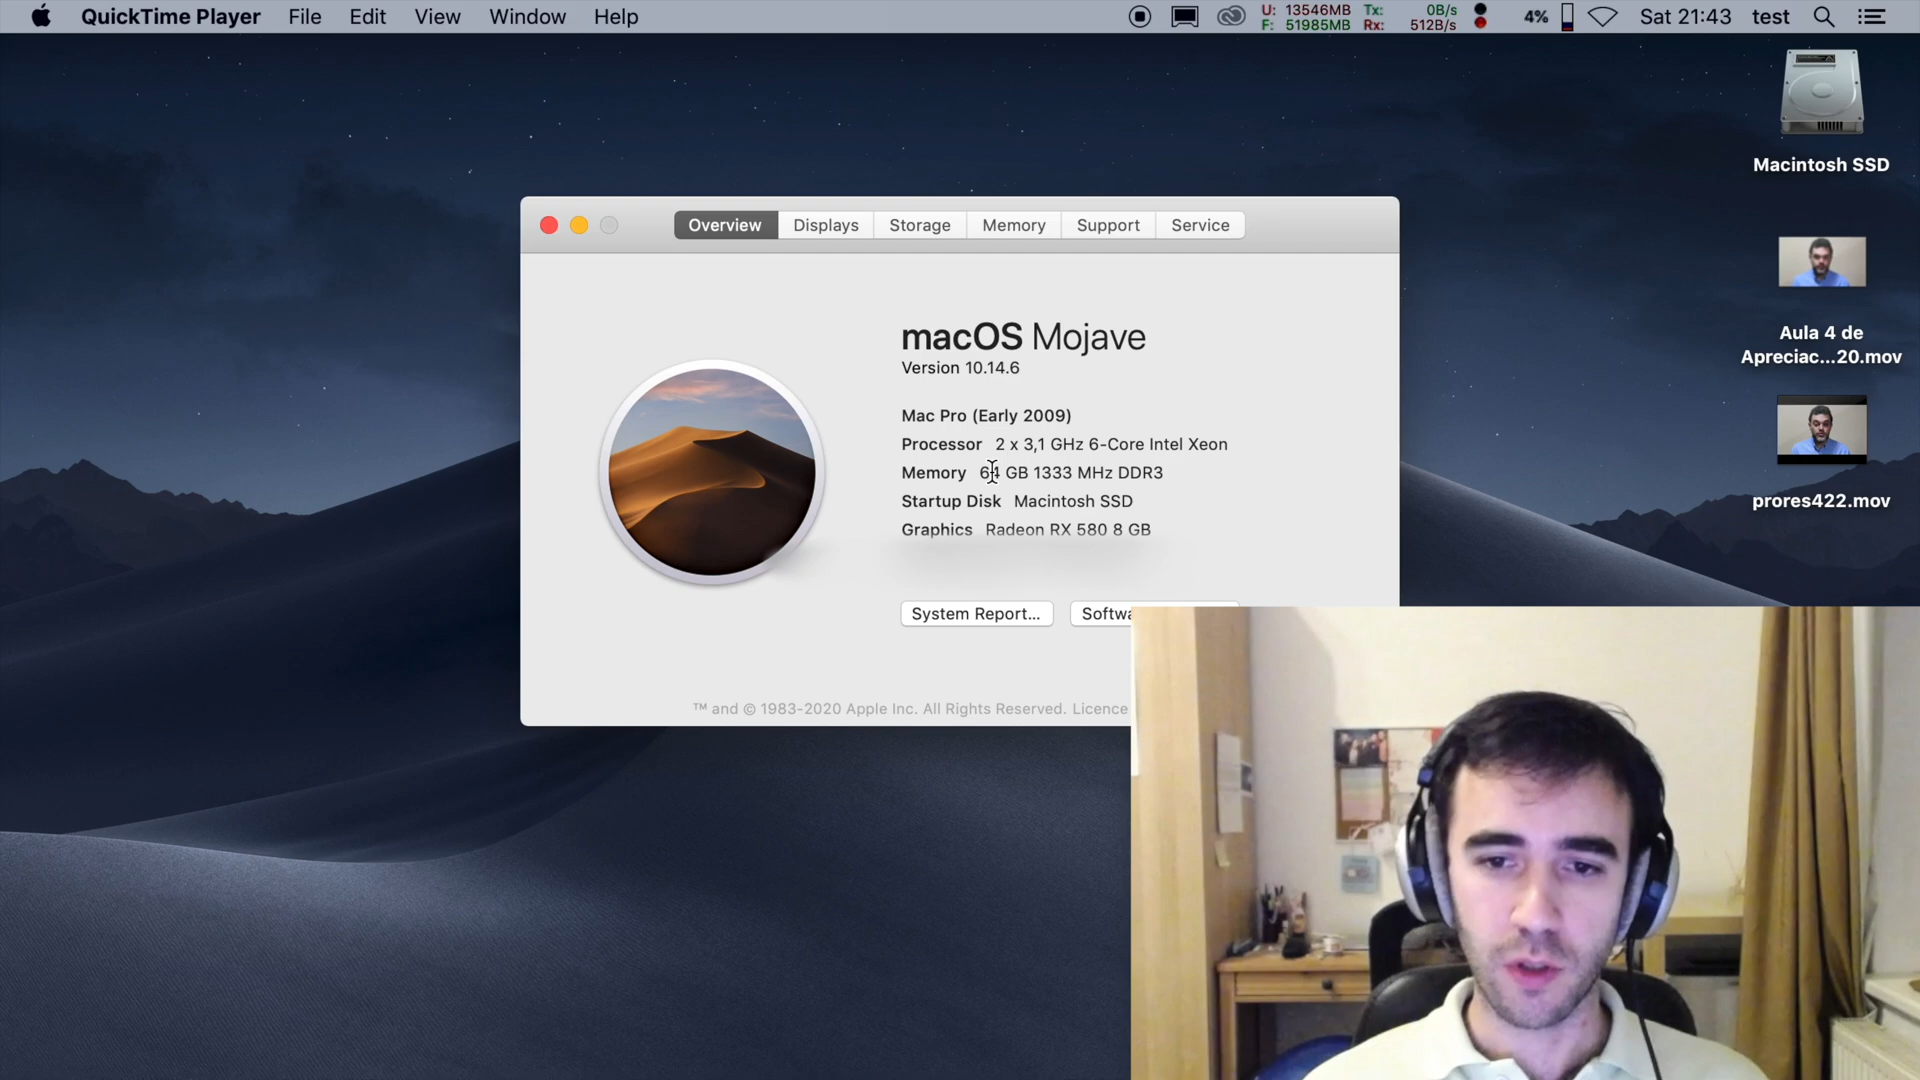 QuickTime Player File Edit View Window Help
U: 13546MB Tx: 0B/s
F: 51985MB Rx: 512B/s
4% Sat 21:43 test
Macintosh SSD
Aula 4 de
Apreciac...20.mov
prores422.mov
Overview Displays Storage Memory Support Service
macOS Mojave
Version 10.14.6
Mac Pro (Early 2009)
Processor 2 x 3,1 GHz 6-Core Intel Xeon
Memory 64 GB 1333 MHz DDR3
Startup Disk Macintosh SSD
Graphics Radeon RX 580 8 GB
System Report... Softwa
™ and © 1983-2020 Apple Inc. All Rights Reserved. Licence